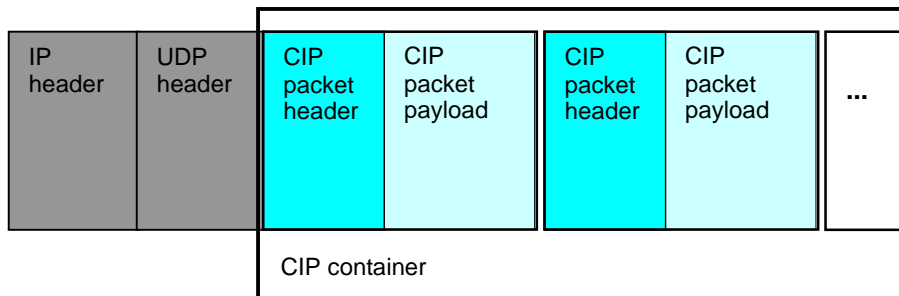 IP
header
UDP
header
CIP
packet
header
CIP
packet
payload
CIP
packet
header
CIP
packet
payload
...
CIP container